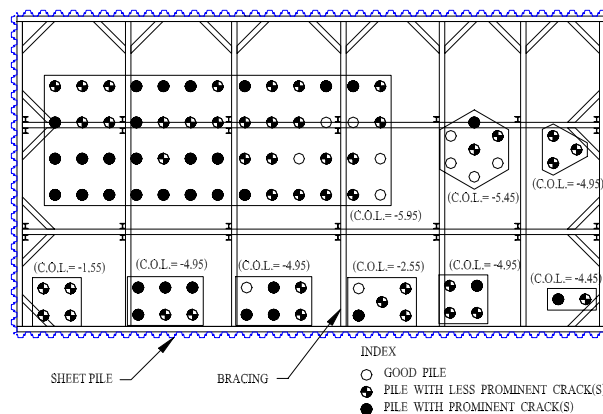 (C.O.L.= -5.45)
(C.O.L.= -4.95)
(C.O.L.= -5.95)
(C.O.L.= -1.55)
(C.O.L.= -4.95)
(C.O.L.= -4.95)
(C.O.L.= -2.55)
(C.O.L.= -4.95)
(C.O.L.= -4.45)
SHEET PILE
BRACING
INDEX
GOOD PILE
PILE WITH LESS PROMINENT CRACK(S)
PILE WITH PROMINENT CRACK(S)